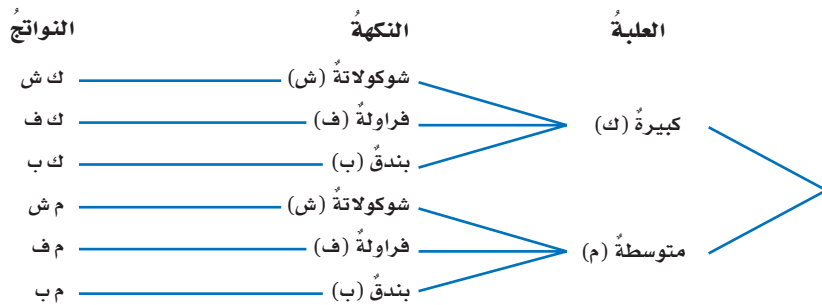 العلبةُ النكهةُ النواتجُ
شوكولاتةٌ (ش) ك ش
كبيرةٌ (ك) فراولةٌ (ف) ك ف
بندقٌ (ب) ك ب
شوكولاتةٌ (ش) م ش
متوسطةٌ (م) فراولةٌ (ف) م ف
بندقٌ (ب) م ب